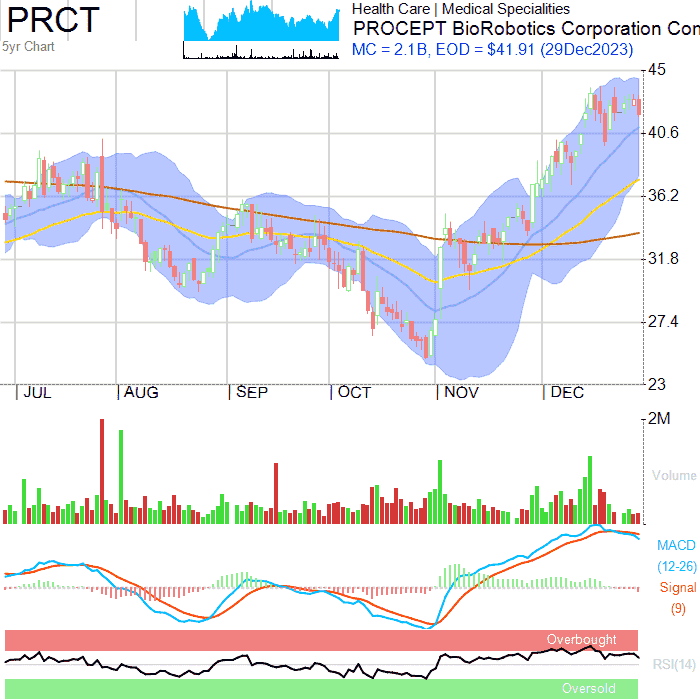 PRCT
5yr Chart
Health Care | Medical Specialities
PROCEPT BioRobotics Corporation Con
MC = 2.1B, EOD = $41.91 (29Dec2023)
45
40.6
36.2
31.8
27.4
23
JUL AUG SEP OCT NOV DEC
2M
Volume
MACD
(12-26)
Signal
(9)
Overbought
RSI(14)
Oversold